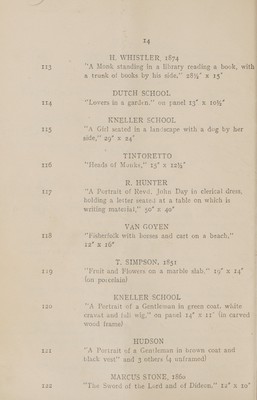 14
H. WHISTLER, 1874
113 "A Monk standing in a library reading a book, with
a trunk of books by his side," 28½" x 15"
DUTCH SCHOOL
114 "Lovers in a garden," on panel 15" x 10½"
KNELLER SCHOOL
115 "A Girl seated in a landscape with a dog by her
side," 29" x 24"
TINTORETTO
116 "Heads of Monks," 15" x 12¼"
R. HUNTER
117 "A Portrait of Revd. John Day in clerical dress,
holding a letter seated at a table on which is
writing material," 50" x 40"
VAN GOYEN
118 "Fisherfolk with horses and cart on a beach,"
12" x 16"
T. SIMPSON, 1851
119 "Fruit and Flowers on a marble slab," 19" x 24"
(on porcelain)
KNELLER SCHOOL
120 "A Portrait of a Gentleman in green coat, white
cravat and full wig," on panel 14" x 11" (in carved
wood frame)
HUDSON
121 "A Portrait of a Gentleman in brown coat and
black vest" and 3 others (4 unframed)
MARCUS STONE, 1860
122 "The Sword of the Lord and of Gideon," 12" x 10"